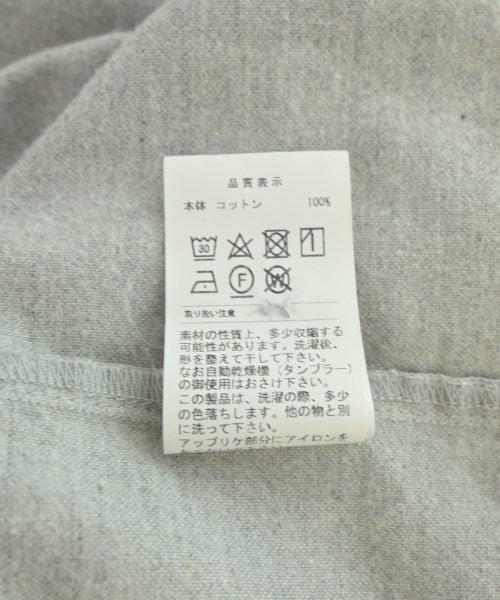 品質表示
本体 コットン 100%
30
F W
取り扱い注意
素材の性質上、多少収縮する
可能性があります。洗濯後、
形を整えて干して下さい。
なお自動乾燥機（タンブラー）
の御使用はおさけ下さい。
この製品は、洗濯の際、多少
の色落ちします。他の物と別
に洗って下さい。
アップリケ部分にアイロンを